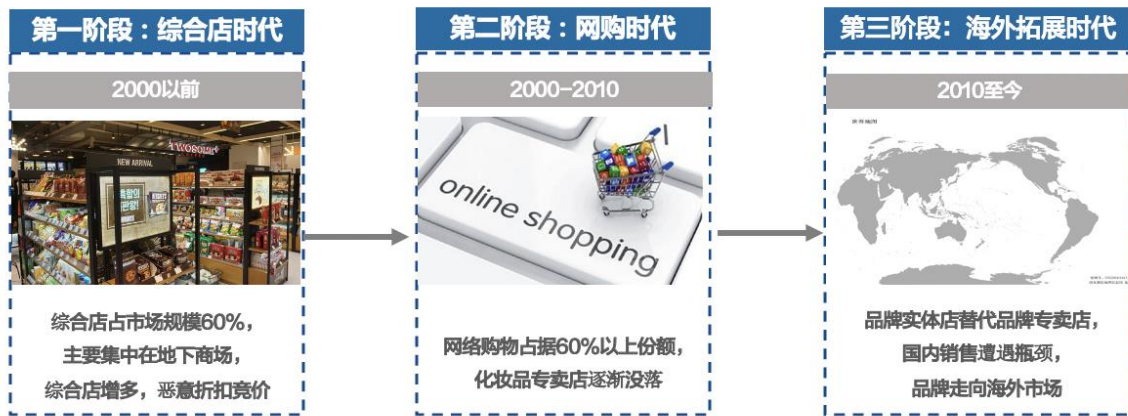 第一阶段：综合店时代
2000以前
TWOSOME
NEW ARRIVAL
综合店占市场规模60%，
主要集中在地下商场，
综合店增多，恶意折扣竞价
第二阶段：网购时代
2000-2010
online shopping
网络购物占据60%以上份额，
化妆品专卖店逐渐没落
第三阶段：海外拓展时代
2010至今
世界地图
品牌实体店替代品牌专卖店，
国内销售遭遇瓶颈，
品牌走向海外市场